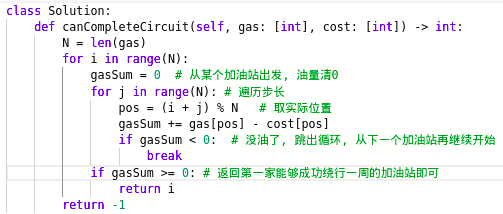 class Solution:
    def canCompleteCircuit(self, gas: [int], cost: [int]) -> int:
        N = len(gas)
        for i in range(N):
            gasSum = 0  # 从某个加油站出发, 油量清0
            for j in range(N): # 遍历步长
                pos = (i + j) % N   # 取实际位置
                gasSum += gas[pos] - cost[pos]
                if gasSum < 0:  # 没油了, 跳出循环, 从下一个加油站再继续开始
                    break
            if gasSum >= 0: # 返回第一家能够成功绕行一周的加油站即可
                return i
        return -1